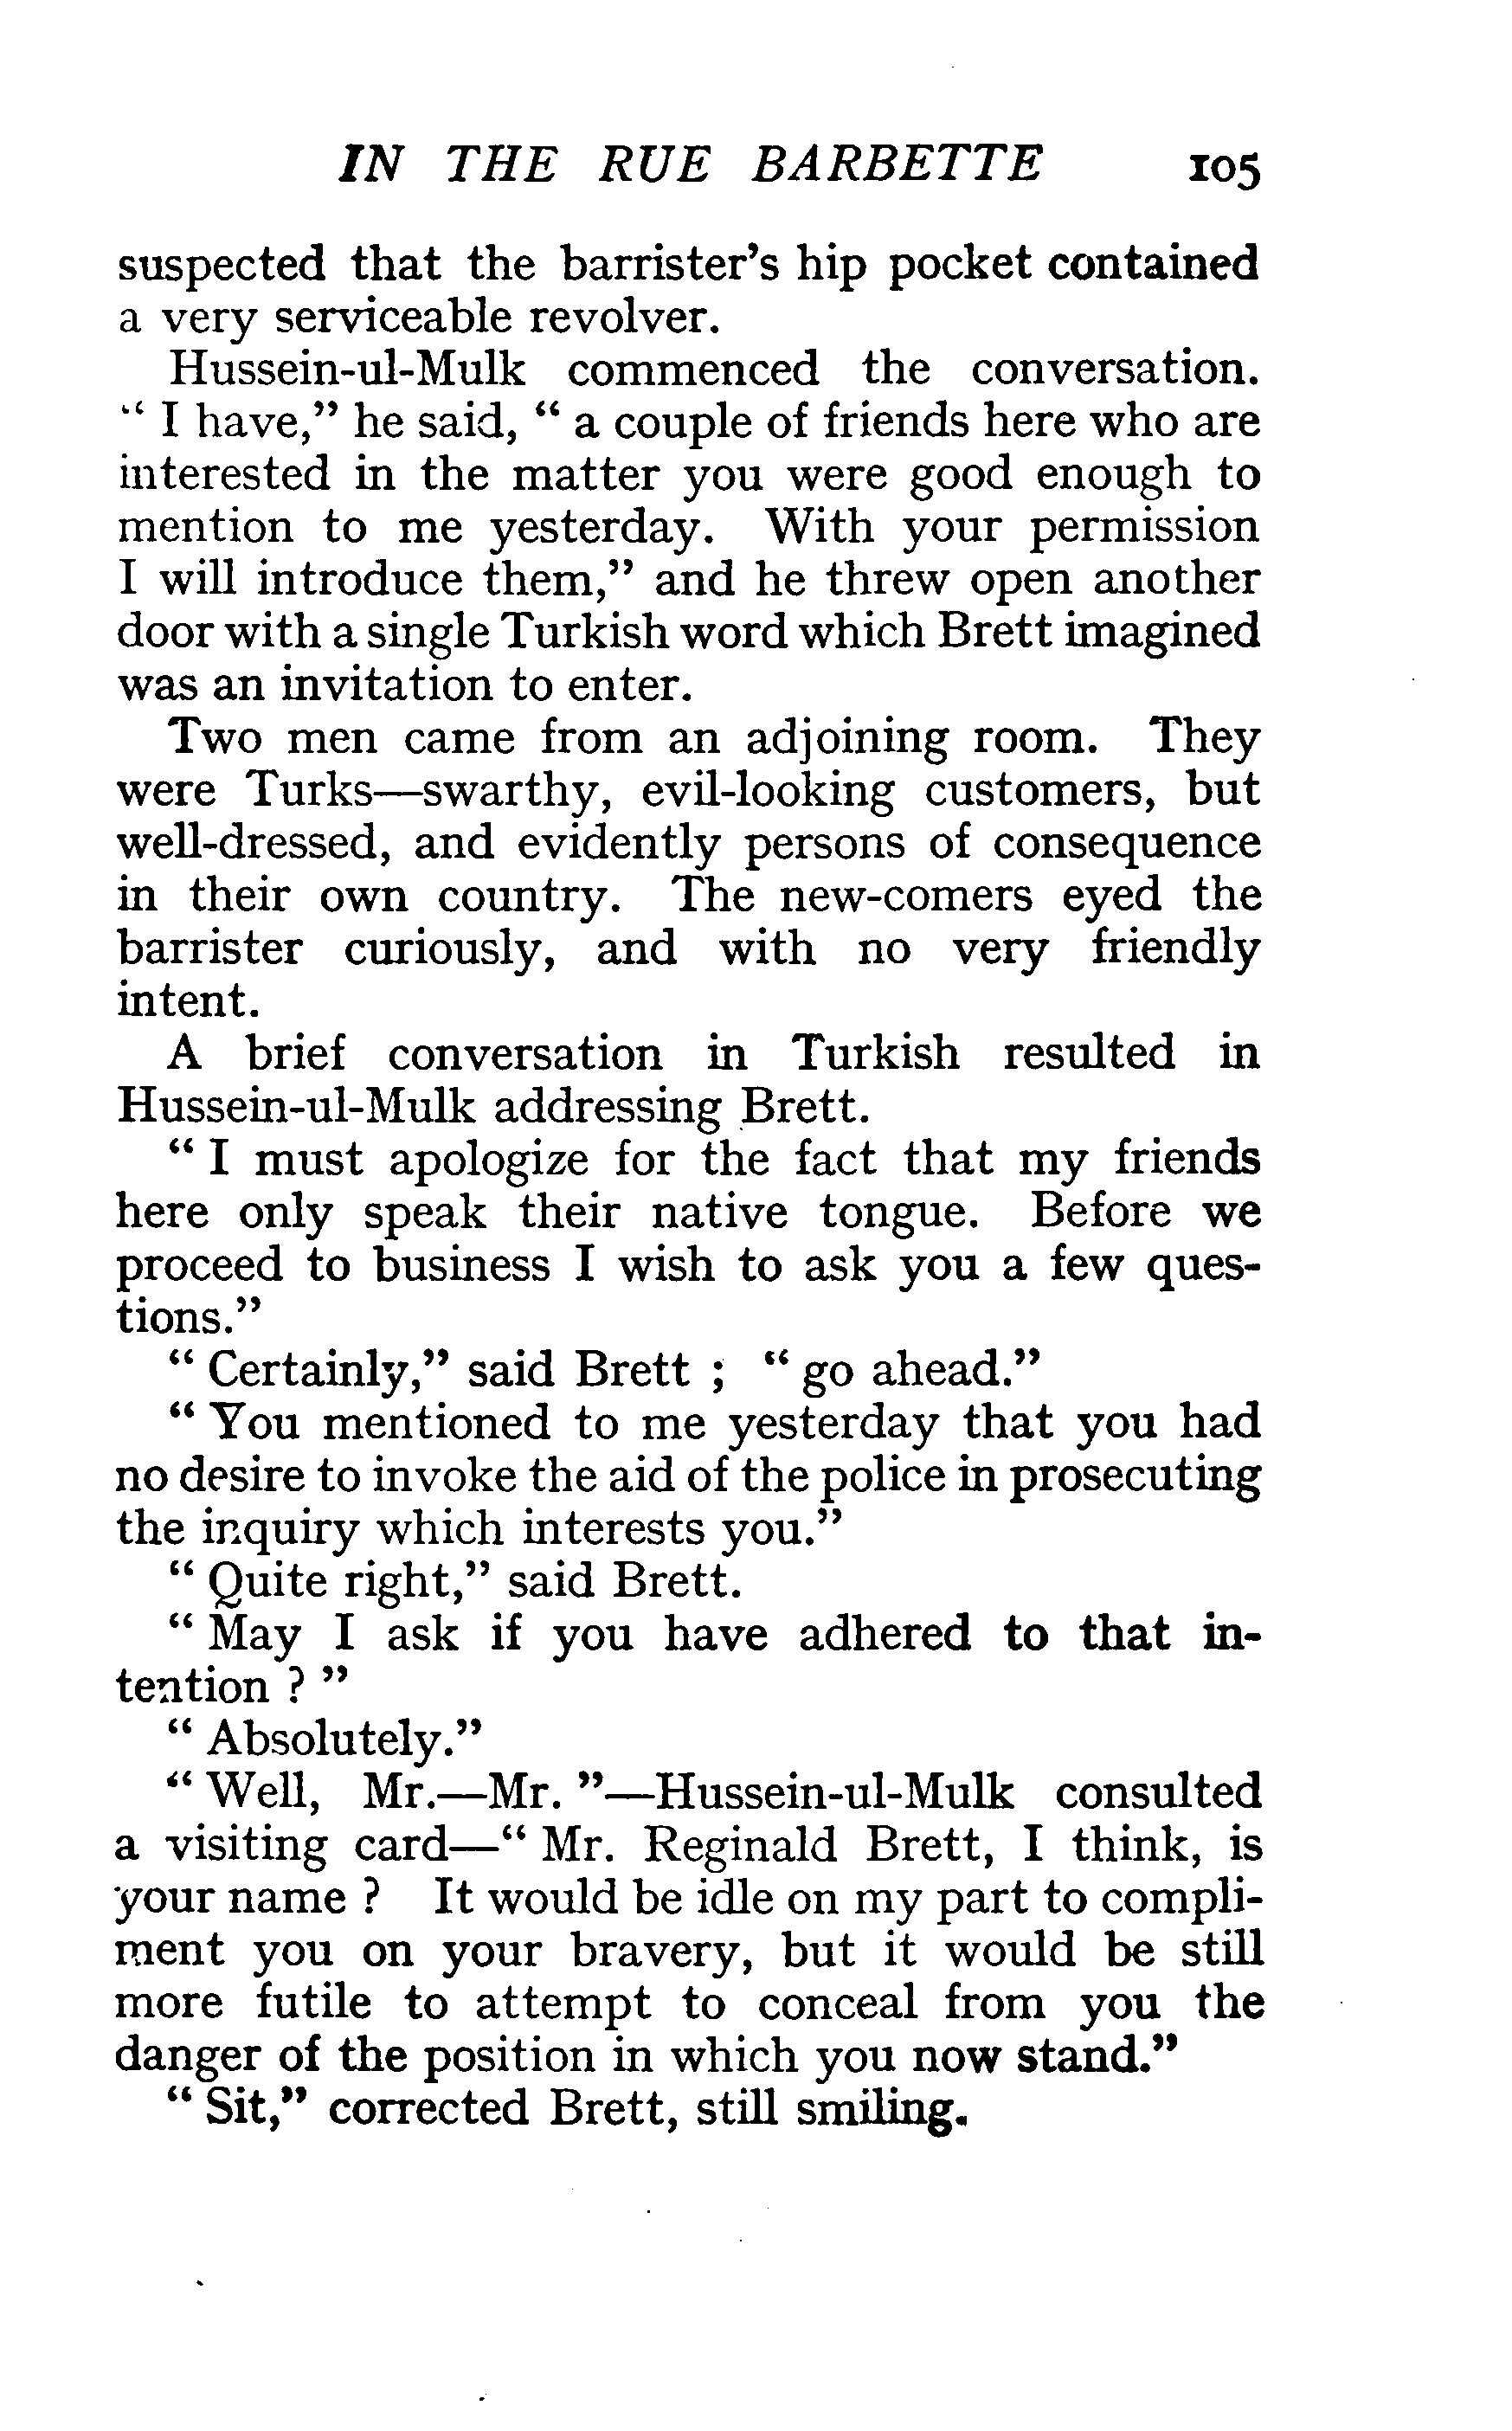 IN THE RUE BARBETTE 105
suspected that the barrister's hip pocket contained
a very serviceable revolver.
Hussein-ul-Mulk commenced the conversation.
“ I have,” he said, “ a couple of friends here who are
interested in the matter you were good enough to
mention to me yesterday. With your permission
I will introduce them,” and he threw open another
door with a single Turkish word which Brett imagined
was an invitation to enter.
Two men came from an adjoining room. They
were Turks—swarthy, evil-looking customers, but
well-dressed, and evidently persons of consequence
in their own country. The new-comers eyed the
barrister curiously, and with no very friendly
intent.
A brief conversation in Turkish resulted in
Hussein-ul-Mulk addressing Brett.
“ I must apologize for the fact that my friends
here only speak their native tongue. Before we
proceed to business I wish to ask you a few ques-
tions.”
“ Certainly,” said Brett ; “ go ahead.”
“ You mentioned to me yesterday that you had
no desire to invoke the aid of the police in prosecuting
the inquiry which interests you.”
“ Quite right,” said Brett.
“ May I ask if you have adhered to that in-
tention ? ”
“ Absolutely.”
“ Well, Mr.—Mr. ”—Hussein-ul-Mulk consulted
a visiting card—“ Mr. Reginald Brett, I think, is
your name ? It would be idle on my part to compli-
ment you on your bravery, but it would be still
more futile to attempt to conceal from you the
danger of the position in which you now stand.”
“ Sit,” corrected Brett, still smiling.